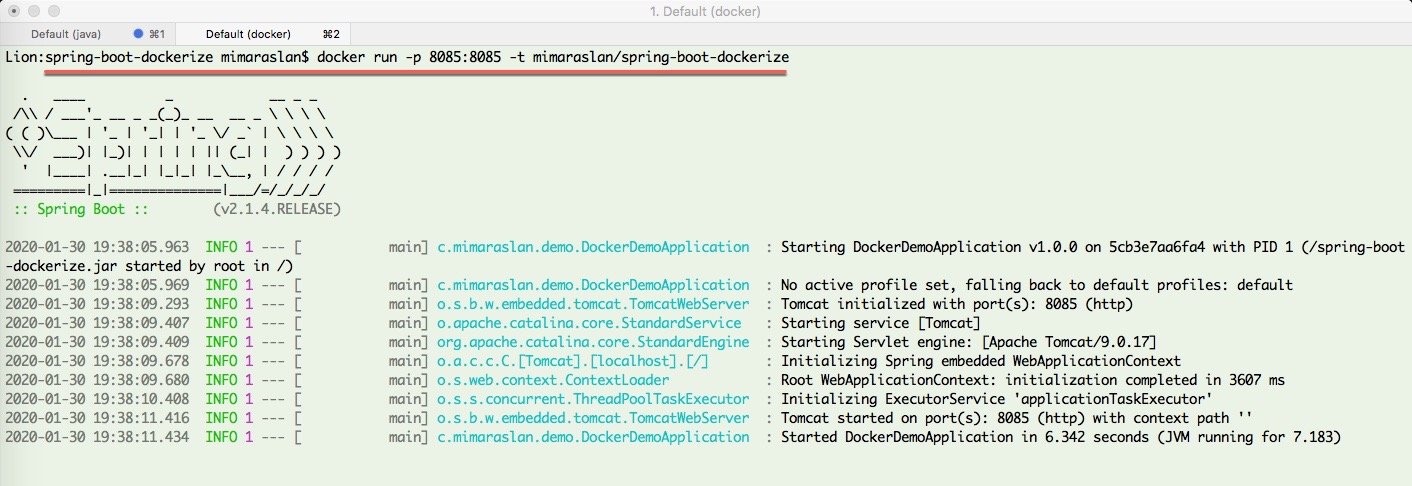 1. Default (docker)
Default (java) ⌘1 Default (docker) ⌘2
Lion:spring-boot-dockerize mimaraslan$ docker run -p 8085:8085 -t mimaraslan/spring-boot-dockerize
  .   ____          _            __ _ _
 /\\ / ___'_ __ _ _(_)_ __  __ _ \ \ \ \
( ( )\___ | '_ | '_| | '_ \/ _` | \ \ \ \
 \\/  ___)| |_)| | | | | || (_| |  ) ) ) )
  '  |____| .__|_| |_|_| |_\__, | / / / /
 =========|_|==============|___/=/_/_/_/
 :: Spring Boot ::        (v2.1.4.RELEASE)
2020-01-30 19:38:05.963  INFO 1 --- [           main] c.mimaraslan.demo.DockerDemoApplication  : Starting DockerDemoApplication v1.0.0 on 5cb3e7aa6fa4 with PID 1 (/spring-boot
-dockerize.jar started by root in /)
2020-01-30 19:38:05.969  INFO 1 --- [           main] c.mimaraslan.demo.DockerDemoApplication  : No active profile set, falling back to default profiles: default
2020-01-30 19:38:09.293  INFO 1 --- [           main] o.s.b.w.embedded.tomcat.TomcatWebServer  : Tomcat initialized with port(s): 8085 (http)
2020-01-30 19:38:09.407  INFO 1 --- [           main] o.apache.catalina.core.StandardService   : Starting service [Tomcat]
2020-01-30 19:38:09.409  INFO 1 --- [           main] org.apache.catalina.core.StandardEngine  : Starting Servlet engine: [Apache Tomcat/9.0.17]
2020-01-30 19:38:09.678  INFO 1 --- [           main] o.a.c.c.C.[Tomcat].[localhost].[/]       : Initializing Spring embedded WebApplicationContext
2020-01-30 19:38:09.680  INFO 1 --- [           main] o.s.web.context.ContextLoader            : Root WebApplicationContext: initialization completed in 3607 ms
2020-01-30 19:38:10.408  INFO 1 --- [           main] o.s.s.concurrent.ThreadPoolTaskExecutor  : Initializing ExecutorService 'applicationTaskExecutor'
2020-01-30 19:38:11.416  INFO 1 --- [           main] o.s.b.w.embedded.tomcat.TomcatWebServer  : Tomcat started on port(s): 8085 (http) with context path ''
2020-01-30 19:38:11.434  INFO 1 --- [           main] c.mimaraslan.demo.DockerDemoApplication  : Started DockerDemoApplication in 6.342 seconds (JVM running for 7.183)